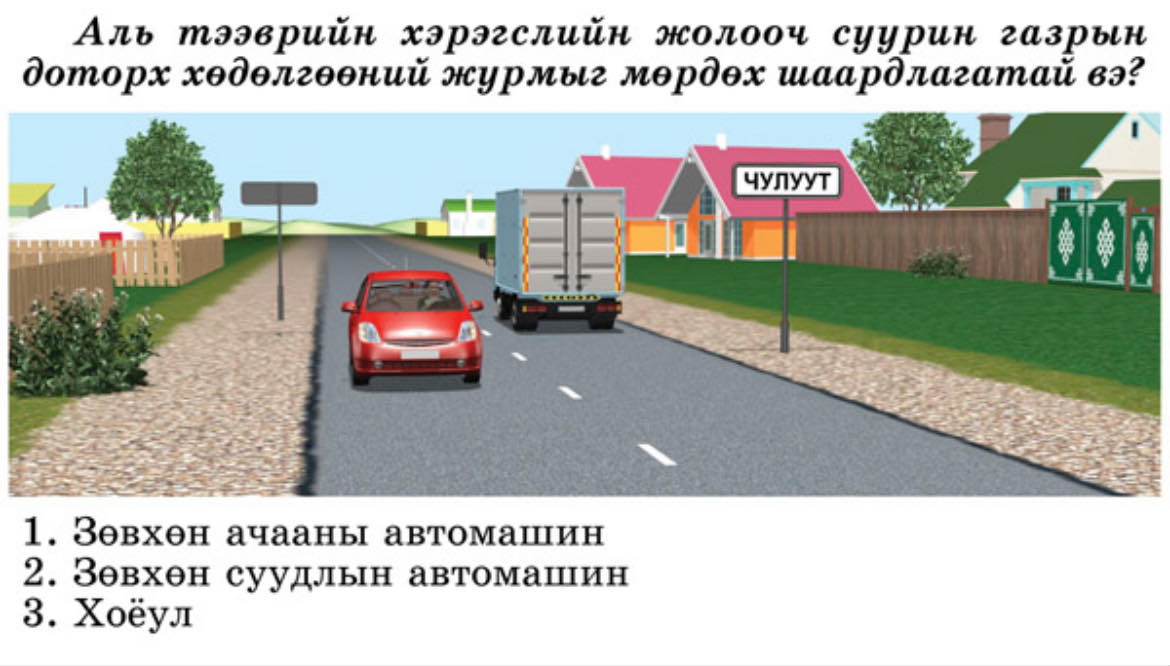 Аль тээврийн хэрэгслийн жолооч суурин газрын
доторх хөдөлгөөний журмыг мөрдөх шаардлагатай вэ?
ЧУЛУУТ
1. Зөвхөн ачааны автомашин
2. Зөвхөн суудлын автомашин
3. Хоёул